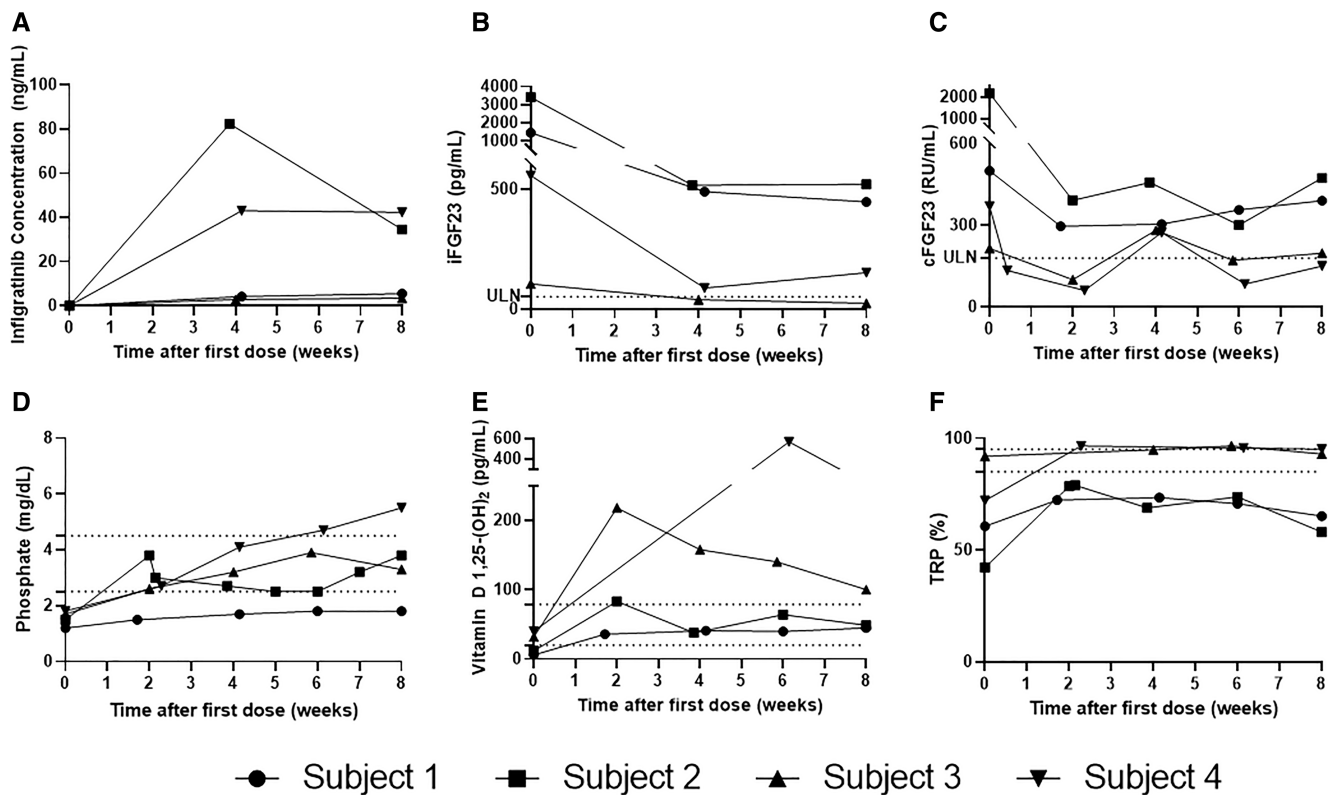 A
Infigratinib Concentration (ng/mL)
100
80
60
40
20
0
0 1 2 3 4 5 6 7 8
Time after first dose (weeks)
B
iFGF23 (pg/mL)
4000
3000
2000
1000
500
ULN
0
0 1 2 3 4 5 6 7 8
Time after first dose (weeks)
C
cFGF23 (RU/mL)
2000
1000
600
300
ULN
0
0 1 2 3 4 5 6 7 8
Time after first dose (weeks)
D
Phosphate (mg/dL)
8
6
4
2
0
0 1 2 3 4 5 6 7 8
Time after first dose (weeks)
E
Vitamin D 1,25-(OH)₂ (pg/mL)
600
400
200
100
0
0 1 2 3 4 5 6 7 8
Time after first dose (weeks)
F
TRP (%)
100
50
0
0 1 2 3 4 5 6 7 8
Time after first dose (weeks)
Subject 1 Subject 2 Subject 3 Subject 4